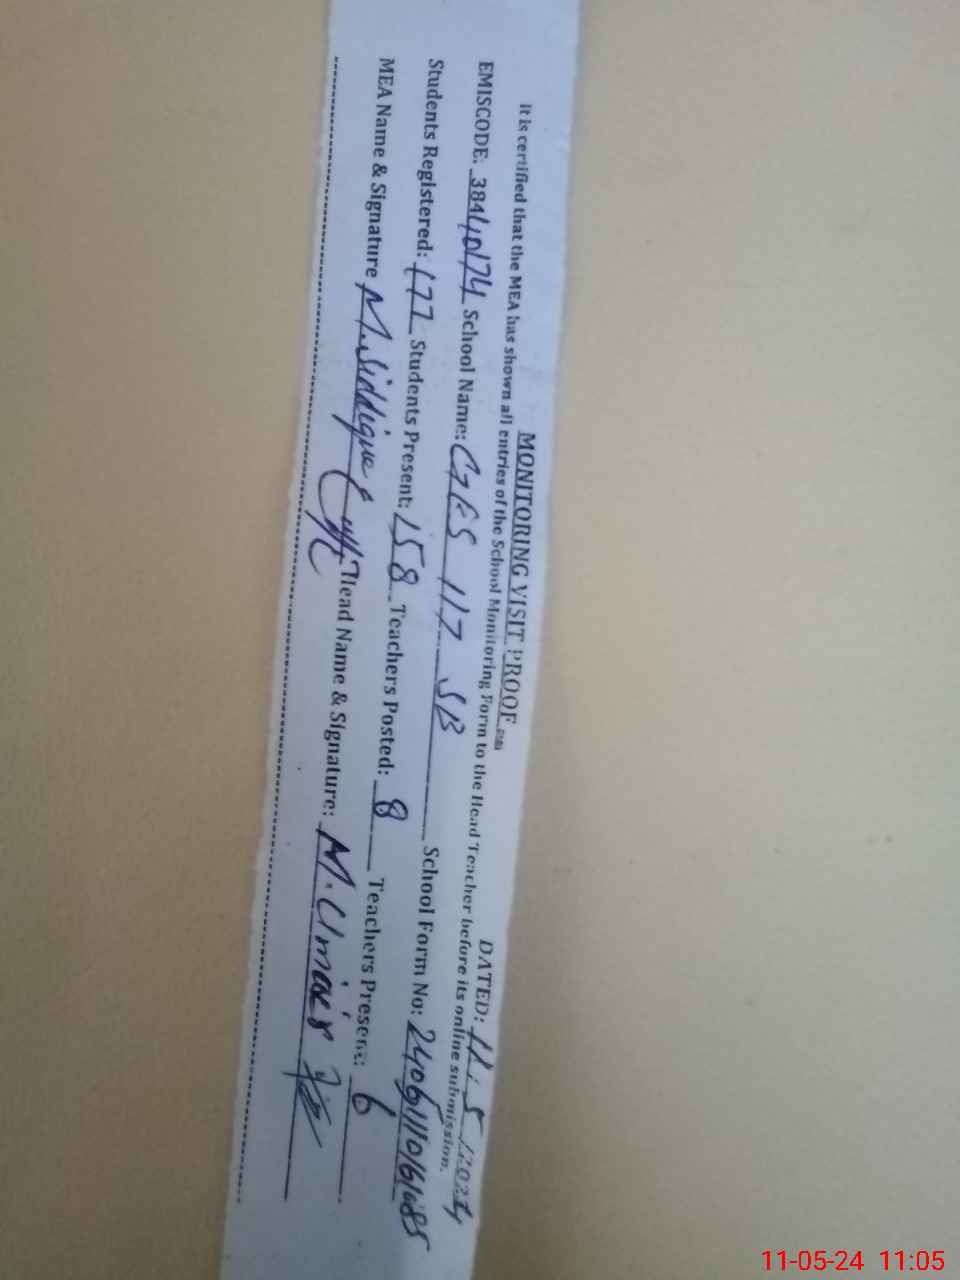 MONITORING VISIT PROOF
DATED: 11.5/2024
It is certified that the MEA has shown all entries of the School Monitoring Form to the Head Teacher before its online submission.
EMISCODE: 38440174 School Name: GES 117 SB School Form No:
Students Registered: 177 Students Present: 158 Teachers Posted: 8 Teachers Present: 6
MEA Name & Signature M.Siddique Head Name & Signature: M.Umair
11-05-24 11:05